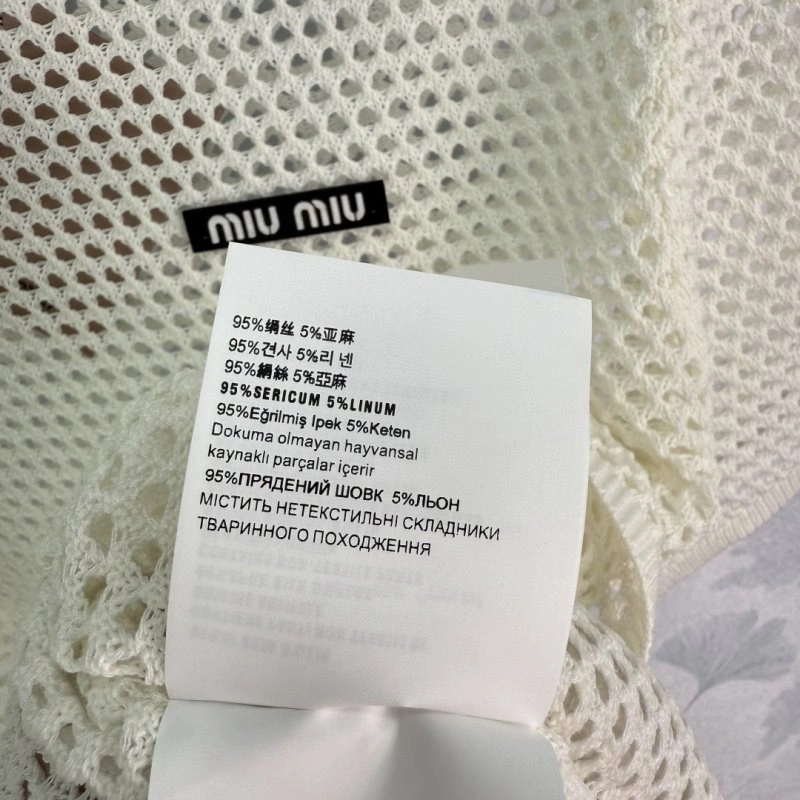 miu miu
95%绢丝 5%亚麻
95%견사 5%리 넨
95%絹絲 5%亞麻
95%SERICUM 5%LINUM
95%Eğrilmiş Ipek 5%Keten
Dokuma olmayan hayvansal
kaynaklı parçalar içerir
95%ПРЯДЕНИЙ ШОВК 5%ЛЬОН
МІСТИТЬ НЕТЕКСТИЛЬНІ СКЛАДНИКИ
ТВАРИННОГО ПОХОДЖЕННЯ